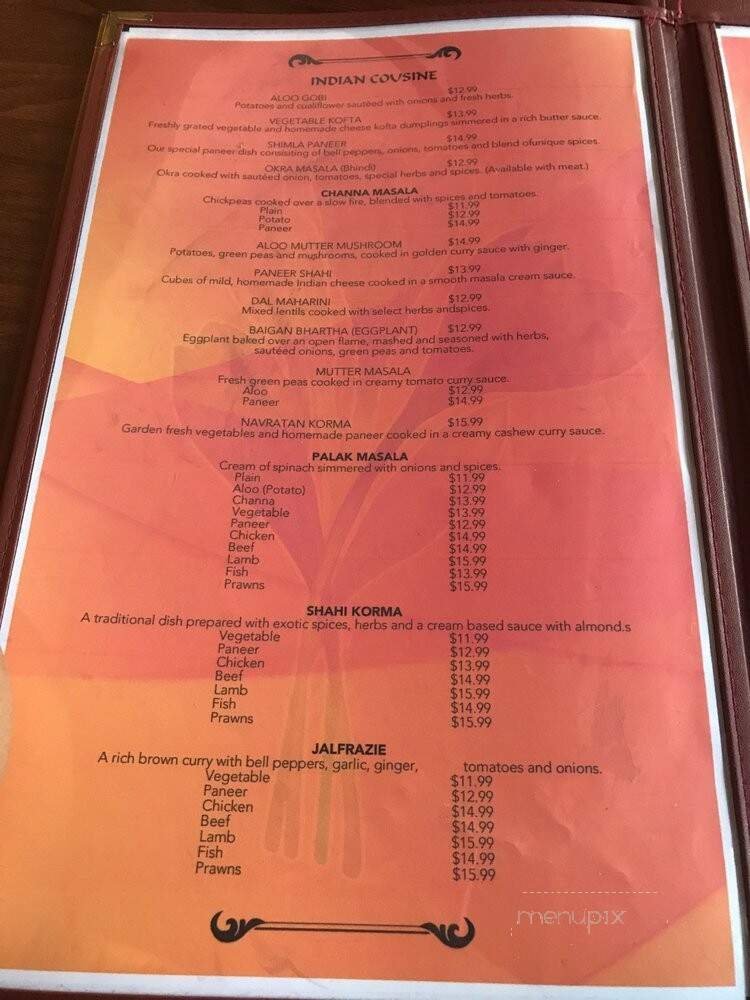 INDIAN COUSINE
ALOO GOBI $12.99
Potatoes and cualiflower sautéed with onions and fresh herbs.
VEGETABLE KOFTA $13.99
Freshly grated vegetable and homemade cheese kofta dumplings simmered in a rich butter sauce.
SHIMLA PANEER $14.99
Our special paneer dish consisiting of bell peppers, onions, tomatoes and blend ofunique spices.
OKRA MASALA (Bhindi) $12.99
Okra cooked with sautéed onion, tomatoes, special herbs and spices. (Available with meat.)
CHANNA MASALA
Chickpeas cooked over a slow fire, blended with spices and tomatoes.
Plain $11.99
Potato $12.99
Paneer $14.99
ALOO MUTTER MUSHROOM $14.99
Potatoes, green peas and mushrooms, cooked in golden curry sauce with ginger.
PANEER SHAHI $13.99
Cubes of mild, homemade Indian cheese cooked in a smooth masala cream sauce.
DAL MAHARINI $12.99
Mixed lentils cooked with select herbs andspices.
BAIGAN BHARTHA (EGGPLANT) $12.99
Eggplant baked over an open flame, mashed and seasoned with herbs,
sautéed onions, green peas and tomatoes.
MUTTER MASALA
Fresh green peas cooked in creamy tomato curry sauce.
Aloo $12.99
Paneer $14.99
NAVRATAN KORMA $15.99
Garden fresh vegetables and homemade paneer cooked in a creamy cashew curry sauce.
PALAK MASALA
Cream of spinach simmered with onions and spices.
Plain $11.99
Aloo (Potato) $12.99
Channa $13.99
Vegetable $13.99
Paneer $12.99
Chicken $14.99
Beef $14.99
Lamb $15.99
Fish $13.99
Prawns $15.99
SHAHI KORMA
A traditional dish prepared with exotic spices, herbs and a cream based sauce with almond.s
Vegetable $11.99
Paneer $12.99
Chicken $13.99
Beef $14.99
Lamb $15.99
Fish $14.99
Prawns $15.99
JALFRAZIE
A rich brown curry with bell peppers, garlic, ginger, tomatoes and onions.
Vegetable $11.99
Paneer $12.99
Chicken $14.99
Beef $14.99
Lamb $15.99
Fish $14.99
Prawns $15.99
menupix